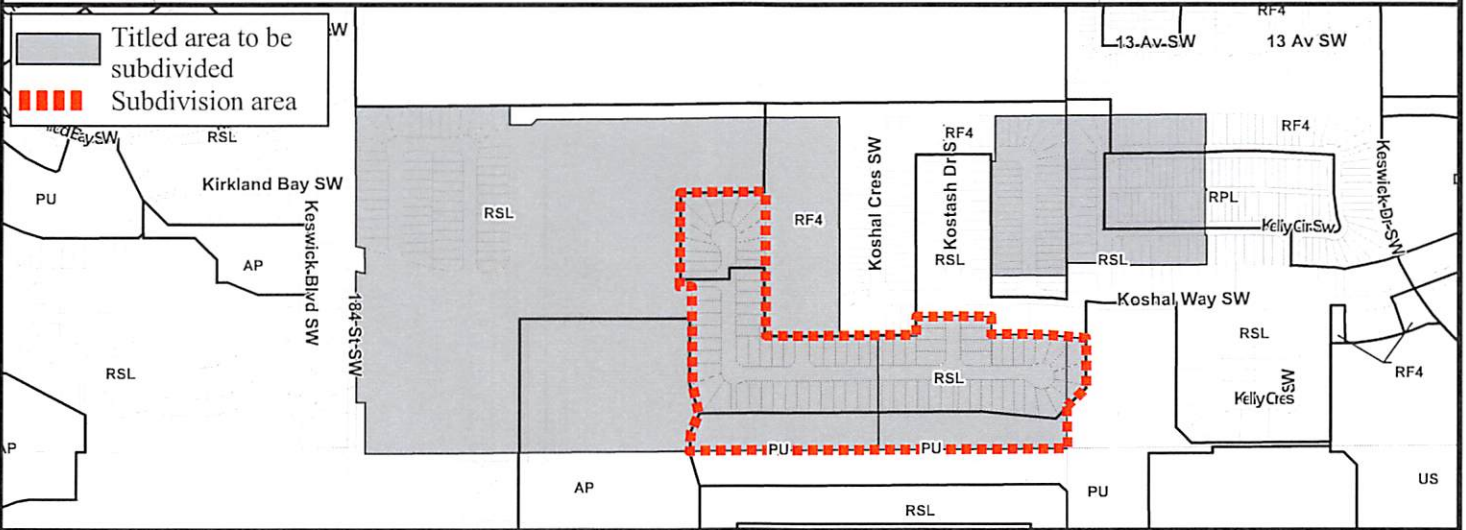 Titled area to be
subdivided
Subdivision area
W
RF4
13 Av SW
13 Av SW
RSL
RF4
RF4
PU
Kirkland Bay SW
RSL
RF4
Koshal Cres SW
Kostash Dr S
RPL
Keswick Dr SW
Kelly Cir SW
AP
Keswick Blvd SW
RSL
RSL
184 St SW
Koshal Way SW
RSL
RSL
RSL
RF4
Kelly Cres
SW
AP
PU
PU
AP
PU
US
RSL